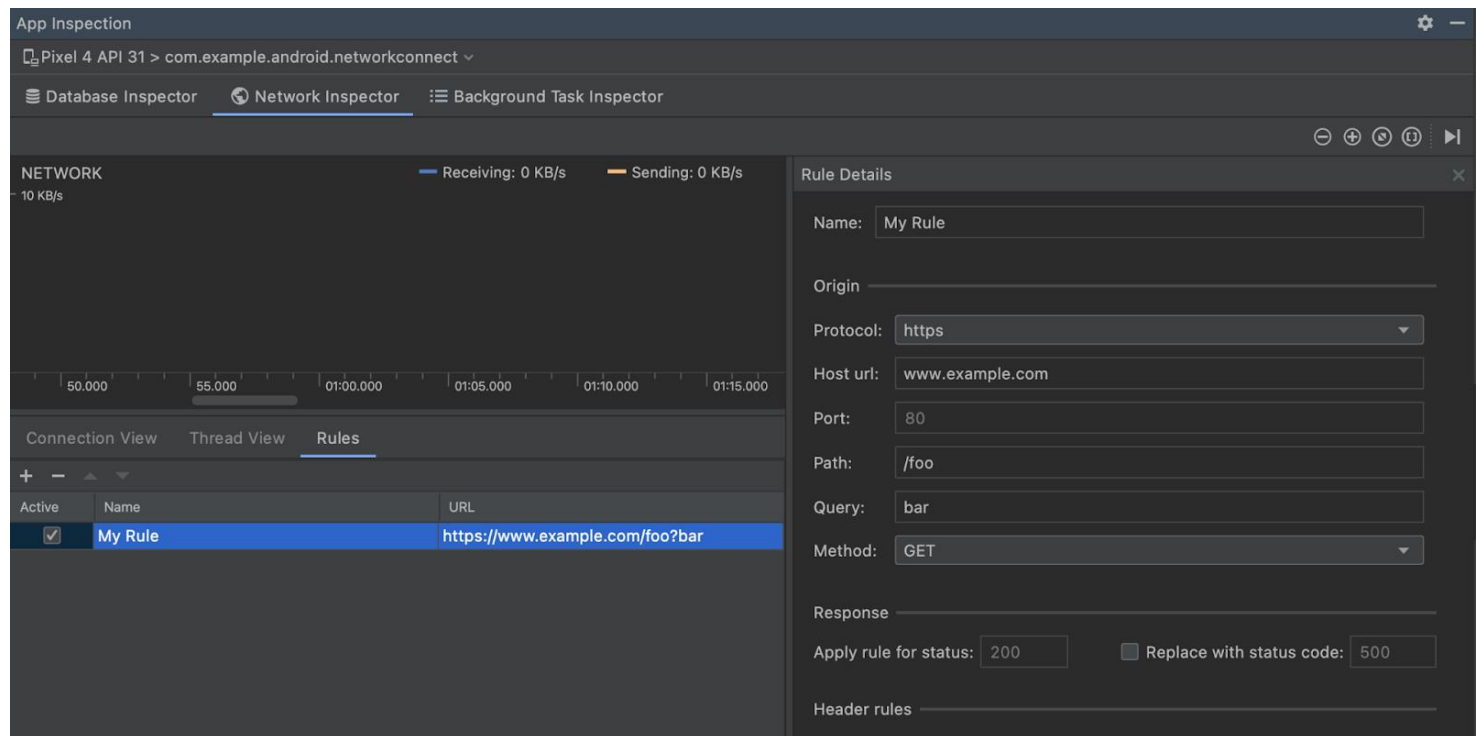 App Inspection
Pixel 4 API 31 > com.example.android.networkconnect
Database Inspector Network Inspector Background Task Inspector
NETWORK Receiving: 0 KB/s Sending: 0 KB/s
10 KB/s
50.000 55.000 01:00.000 01:05.000 01:10.000 01:15.000
Connection View Thread View Rules
Active Name URL
My Rule https://www.example.com/foo?bar
Rule Details
Name: My Rule
Origin
Protocol: https
Host url: www.example.com
Port: 80
Path: /foo
Query: bar
Method: GET
Response
Apply rule for status: 200 Replace with status code: 500
Header rules